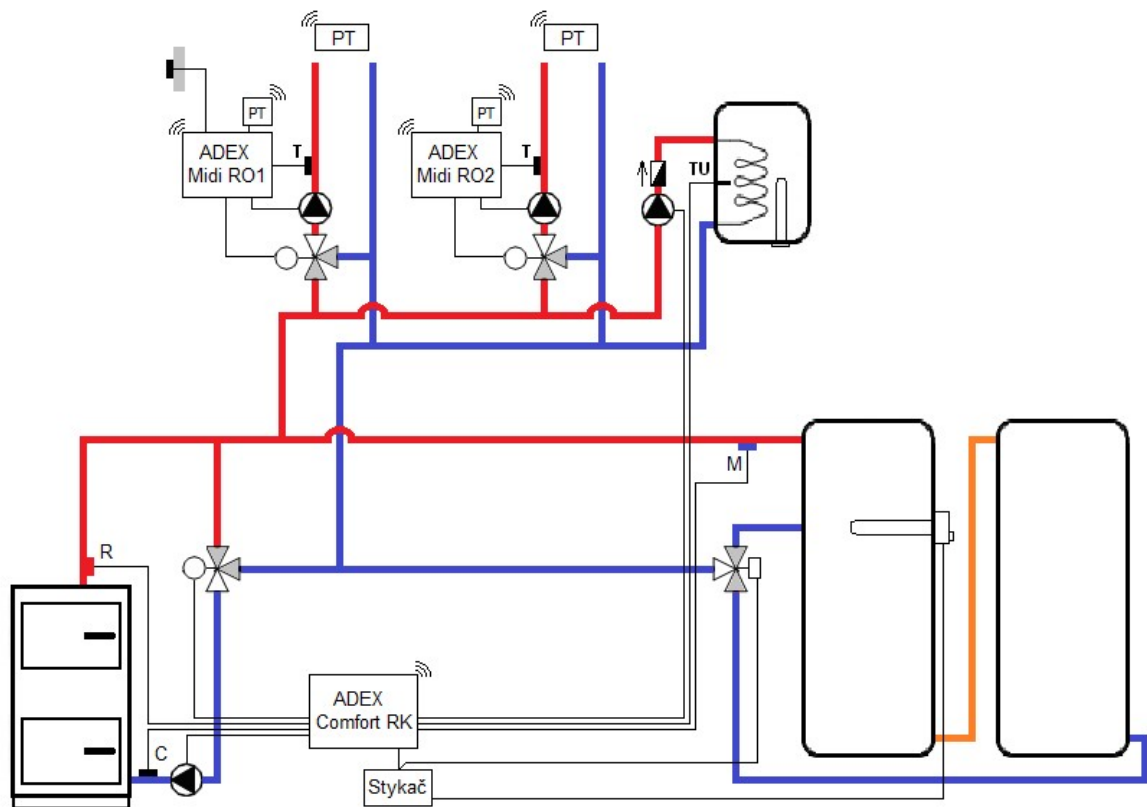 PT
PT
PT
PT
ADEX
Midi RO1
T
ADEX
Midi RO2
T
TU
M
R
ADEX
Comfort RK
C
Stykač